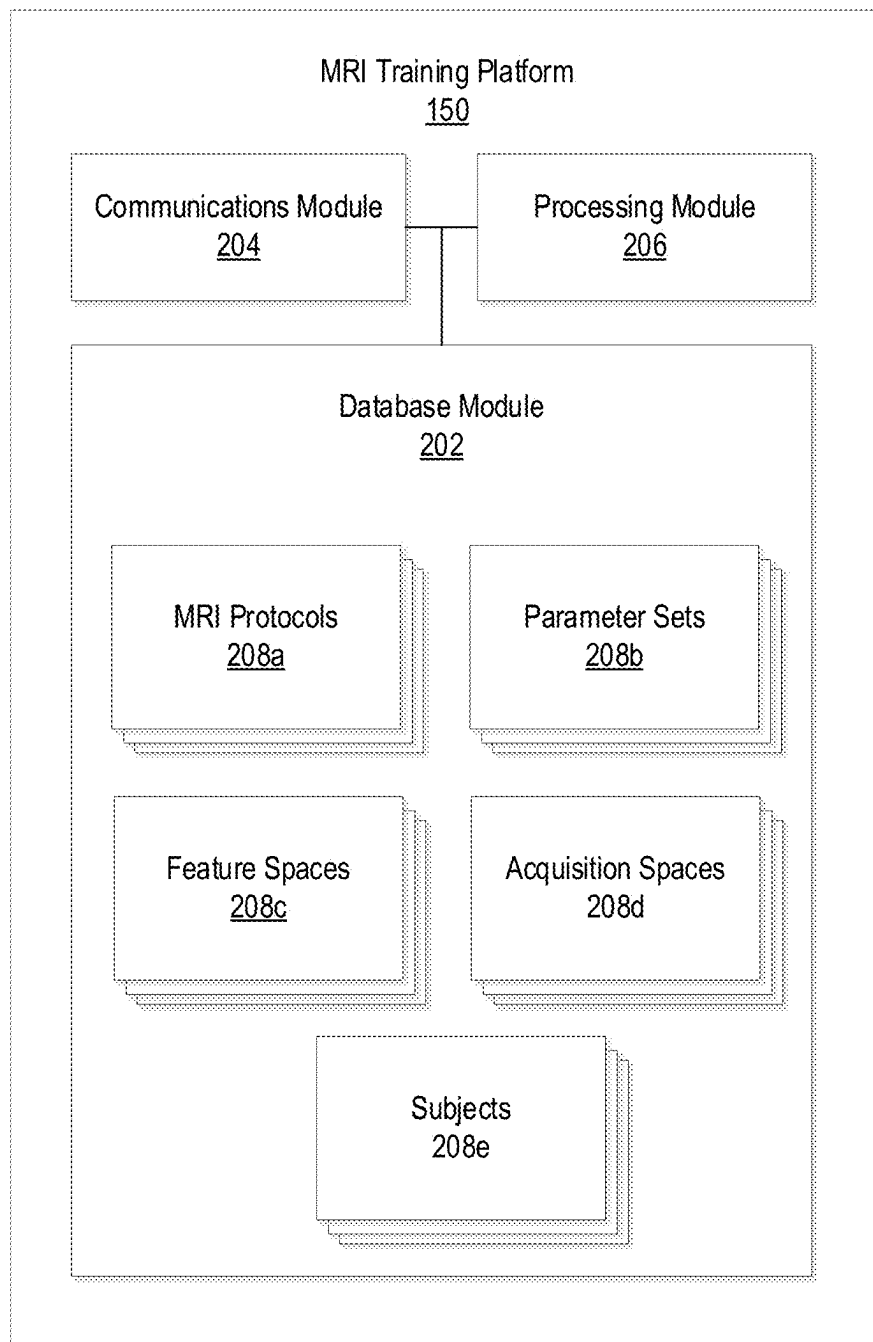 MRI Training Platform
150
Communications Module
204
Processing Module
206
Database Module
202
MRI Protocols
208a
Parameter Sets
208b
Feature Spaces
208c
Acquisition Spaces
208d
Subjects
208e